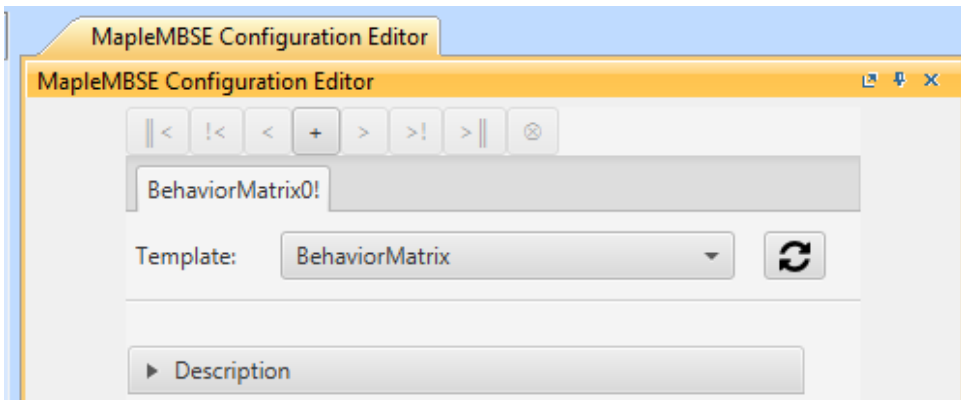 MapleMBSE Configuration Editor
MapleMBSE Configuration Editor
║< !< < + > >! >║ ⊗
BehaviorMatrix0!
Template: BehaviorMatrix
Description